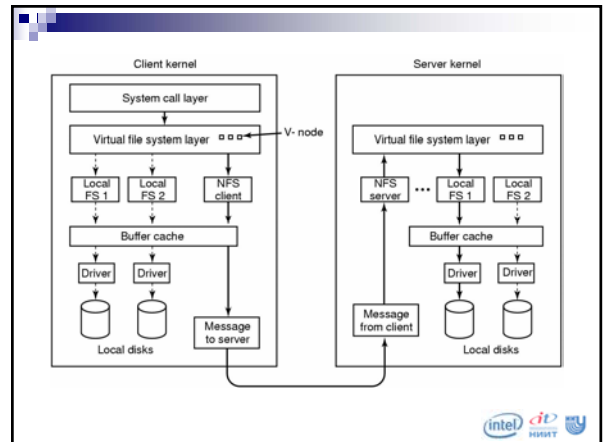 Client kernel
System call layer
Virtual file system layer
V- node
Local
FS 1
Local
FS 2
NFS
client
Buffer cache
Driver
Driver
Message
to server
Local disks
Server kernel
Virtual file system layer
NFS
server
...
Local
FS 1
Local
FS 2
Buffer cache
Driver
Driver
Message
from client
Local disks
intel
it
НИИТ